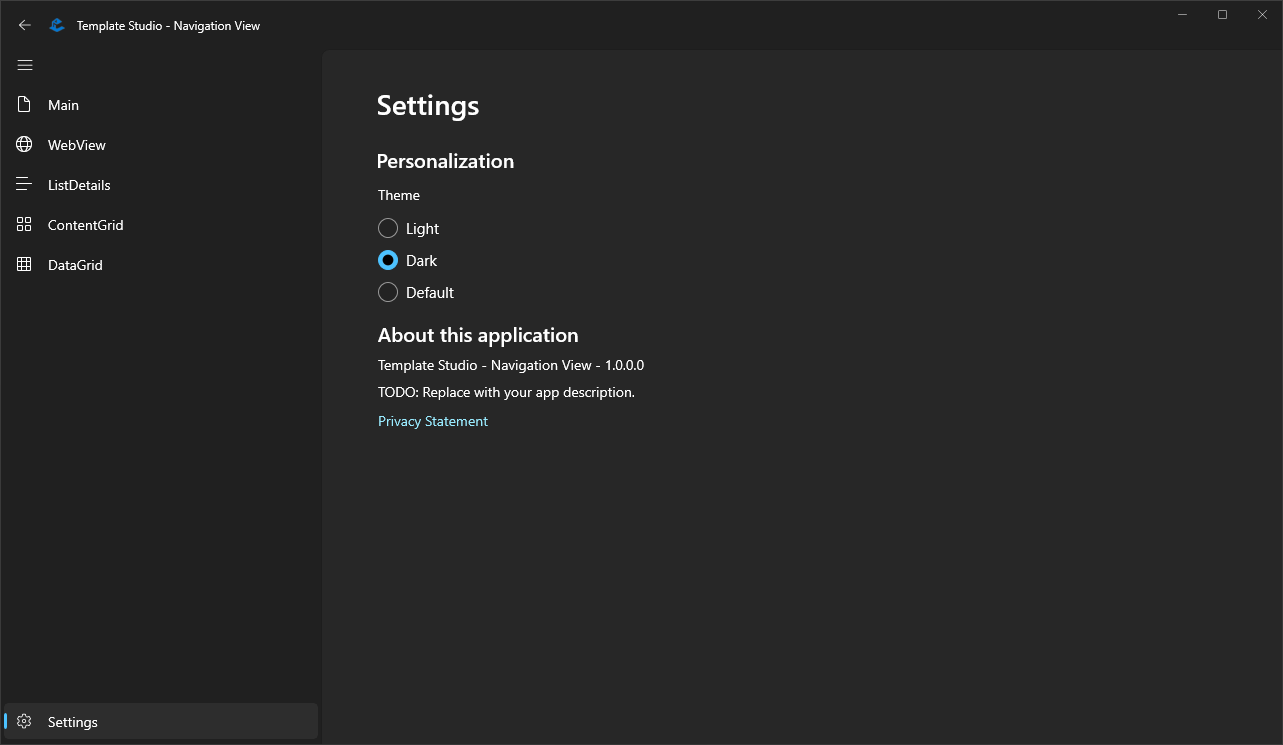 Template Studio - Navigation View
Main
WebView
ListDetails
ContentGrid
DataGrid
Settings
Settings
Personalization
Theme
Light
Dark
Default
About this application
Template Studio - Navigation View - 1.0.0.0
TODO: Replace with your app description.
Privacy Statement